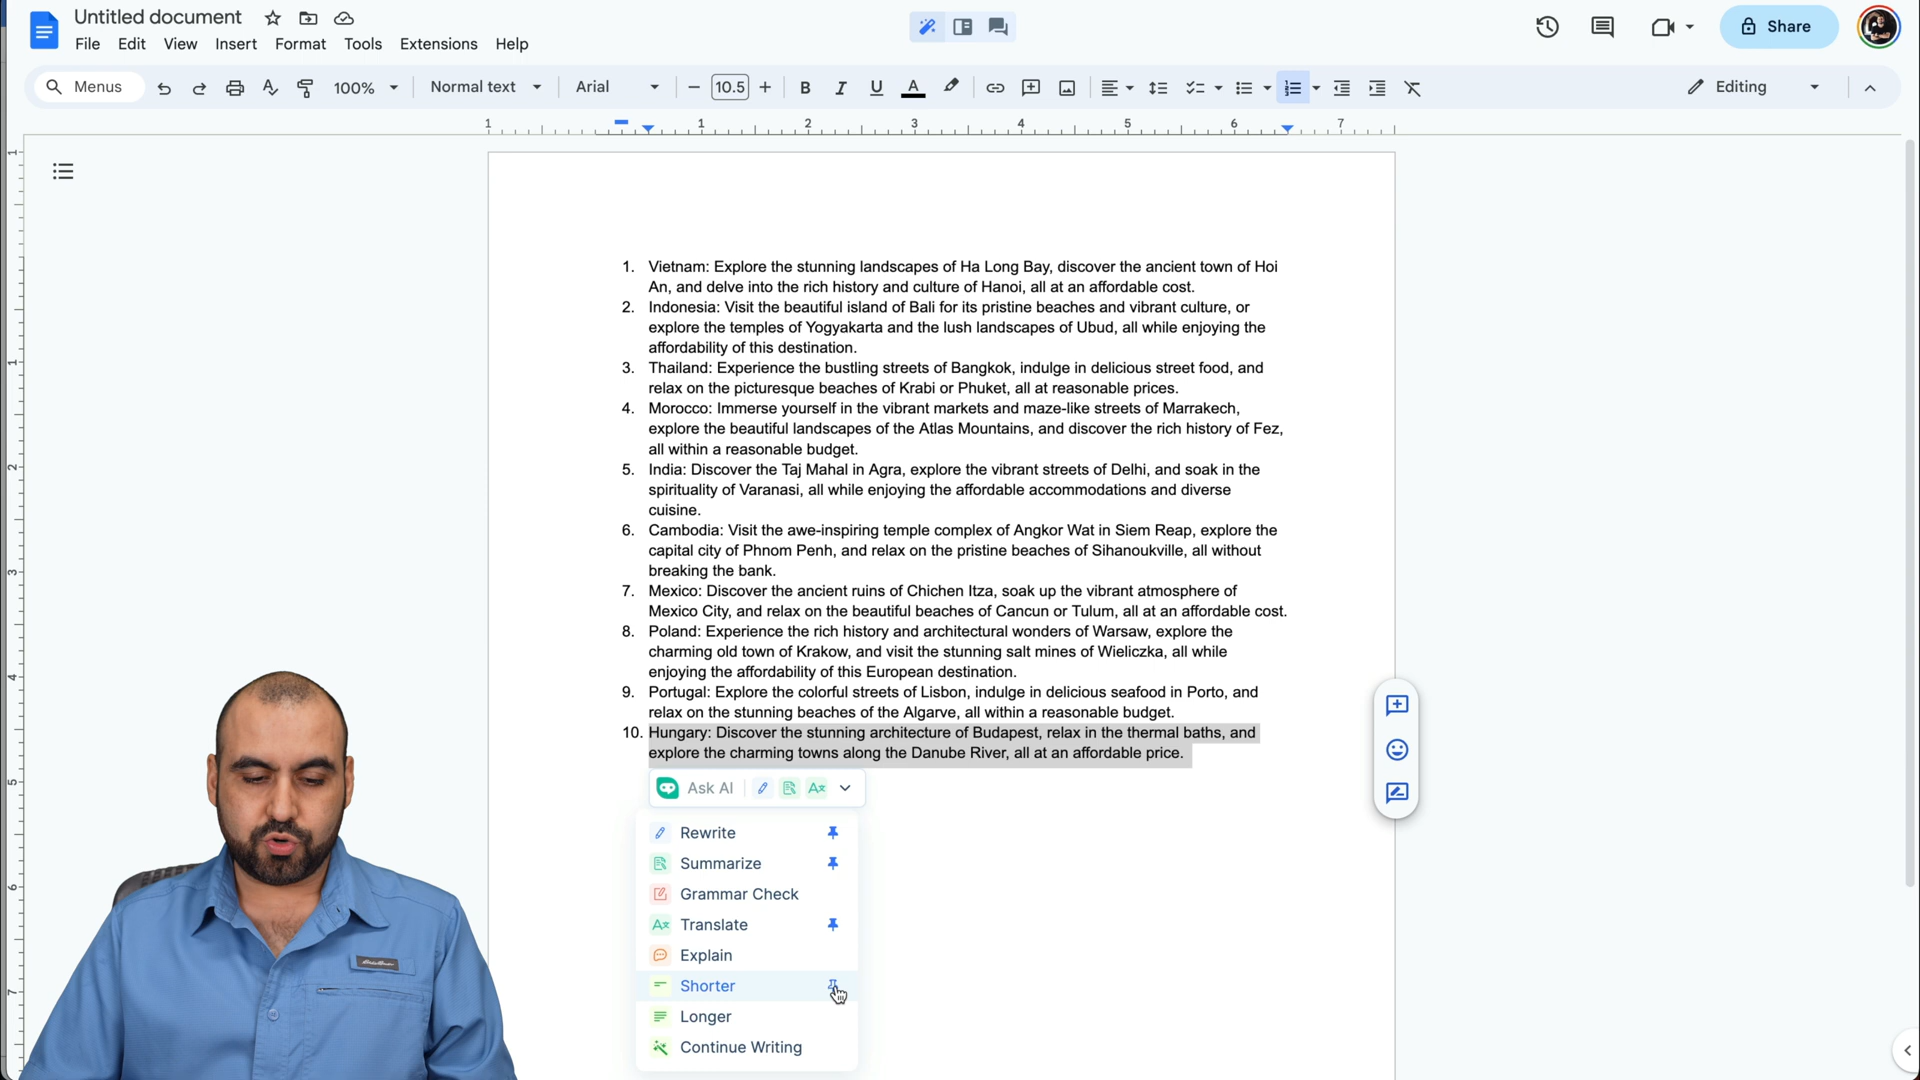 Untitled document
File Edit View Insert Format Tools Extensions Help
Share
Menus 100% Normal text Arial 10.5 Editing
1 1 2 3 4 5 6 7
1. Vietnam: Explore the stunning landscapes of Ha Long Bay, discover the ancient town of Hoi
An, and delve into the rich history and culture of Hanoi, all at an affordable cost.
2. Indonesia: Visit the beautiful island of Bali for its pristine beaches and vibrant culture, or
explore the temples of Yogyakarta and the lush landscapes of Ubud, all while enjoying the
affordability of this destination.
3. Thailand: Experience the bustling streets of Bangkok, indulge in delicious street food, and
relax on the picturesque beaches of Krabi or Phuket, all at reasonable prices.
4. Morocco: Immerse yourself in the vibrant markets and maze-like streets of Marrakech,
explore the beautiful landscapes of the Atlas Mountains, and discover the rich history of Fez,
all within a reasonable budget.
5. India: Discover the Taj Mahal in Agra, explore the vibrant streets of Delhi, and soak in the
spirituality of Varanasi, all while enjoying the affordable accommodations and diverse
cuisine.
6. Cambodia: Visit the awe-inspiring temple complex of Angkor Wat in Siem Reap, explore the
capital city of Phnom Penh, and relax on the pristine beaches of Sihanoukville, all without
breaking the bank.
7. Mexico: Discover the ancient ruins of Chichen Itza, soak up the vibrant atmosphere of
Mexico City, and relax on the beautiful beaches of Cancun or Tulum, all at an affordable cost.
8. Poland: Experience the rich history and architectural wonders of Warsaw, explore the
charming old town of Krakow, and visit the stunning salt mines of Wieliczka, all while
enjoying the affordability of this European destination.
9. Portugal: Explore the colorful streets of Lisbon, indulge in delicious seafood in Porto, and
relax on the stunning beaches of the Algarve, all within a reasonable budget.
10. Hungary: Discover the stunning architecture of Budapest, relax in the thermal baths, and
explore the charming towns along the Danube River, all at an affordable price.
Ask AI
Rewrite
Summarize
Grammar Check
Translate
Explain
Shorter
Longer
Continue Writing
1
1
2
3
4
5
6
7